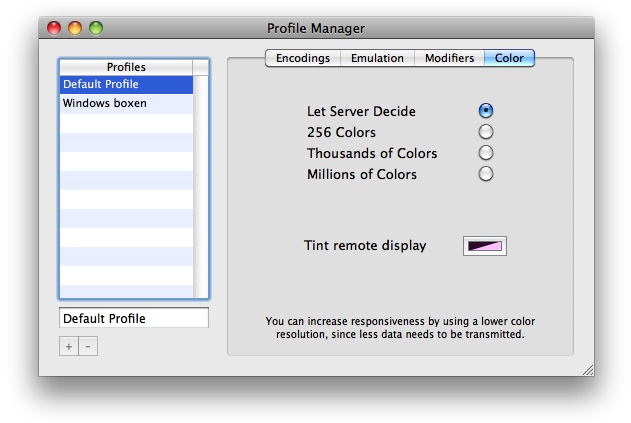 Profile Manager
Profiles
Default Profile
Windows boxen
Default Profile
+ -
Encodings Emulation Modifiers Color
Let Server Decide
256 Colors
Thousands of Colors
Millions of Colors
Tint remote display
You can increase responsiveness by using a lower color
resolution, since less data needs to be transmitted.